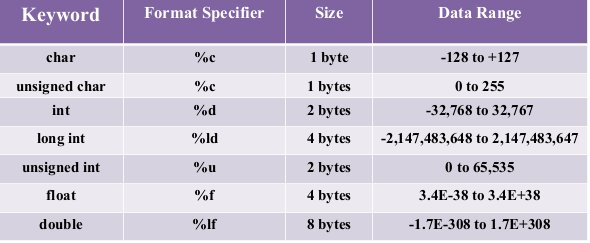 Keyword Format Specifier Size Data Range
char %c 1 byte -128 to +127
unsigned char %c 1 bytes 0 to 255
int %d 2 bytes -32,768 to 32,767
long int %ld 4 bytes -2,147,483,648 to 2,147,483,647
unsigned int %u 2 bytes 0 to 65,535
float %f 4 bytes 3.4E-38 to 3.4E+38
double %lf 8 bytes -1.7E-308 to 1.7E+308